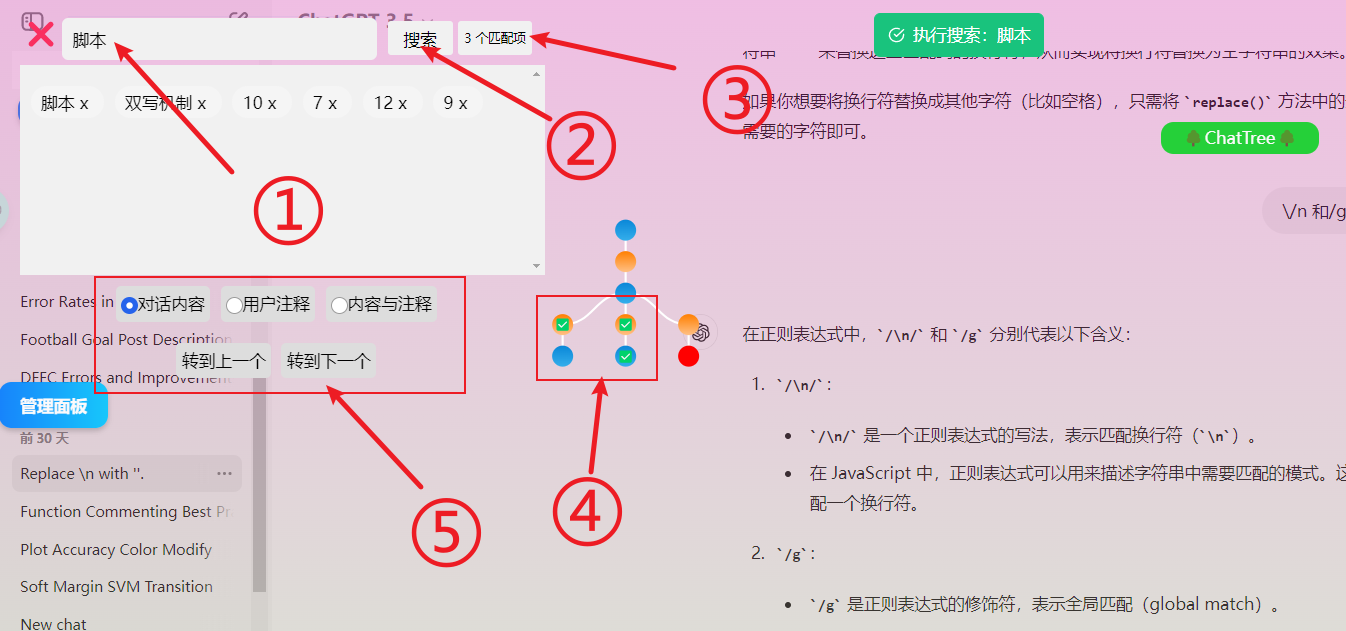 ChatGPT 3.5
脚本
搜索
3 个匹配项
执行搜索：脚本
脚本 x
双写机制 x
10 x
7 x
12 x
9 x
①
②
③
④
⑤
对话内容
用户注释
内容与注释
转到上一个
转到下一个
Error Rates in
Football Goal Post Description
DFFC Errors and Improvement
管理面板
前 30 天
Replace \n with ''.
Function Commenting Best Pr
Plot Accuracy Color Modify
Soft Margin SVM Transition
New chat
如果你想要将换行符替换成其他字符（比如空格），只需将 `replace()` 方法中的
需要的字符即可。
ChatTree
\/n 和/g
在正则表达式中，`/\n/` 和 `/g` 分别代表以下含义：
1. `/\n/`：
• `/\n/` 是一个正则表达式的写法，表示匹配换行符（`\n`）。
• 在 JavaScript 中，正则表达式可以用来描述字符串中需要匹配的模式。这
配一个换行符。
2. `/g`：
• `/g` 是正则表达式的修饰符，表示全局匹配（global match）。